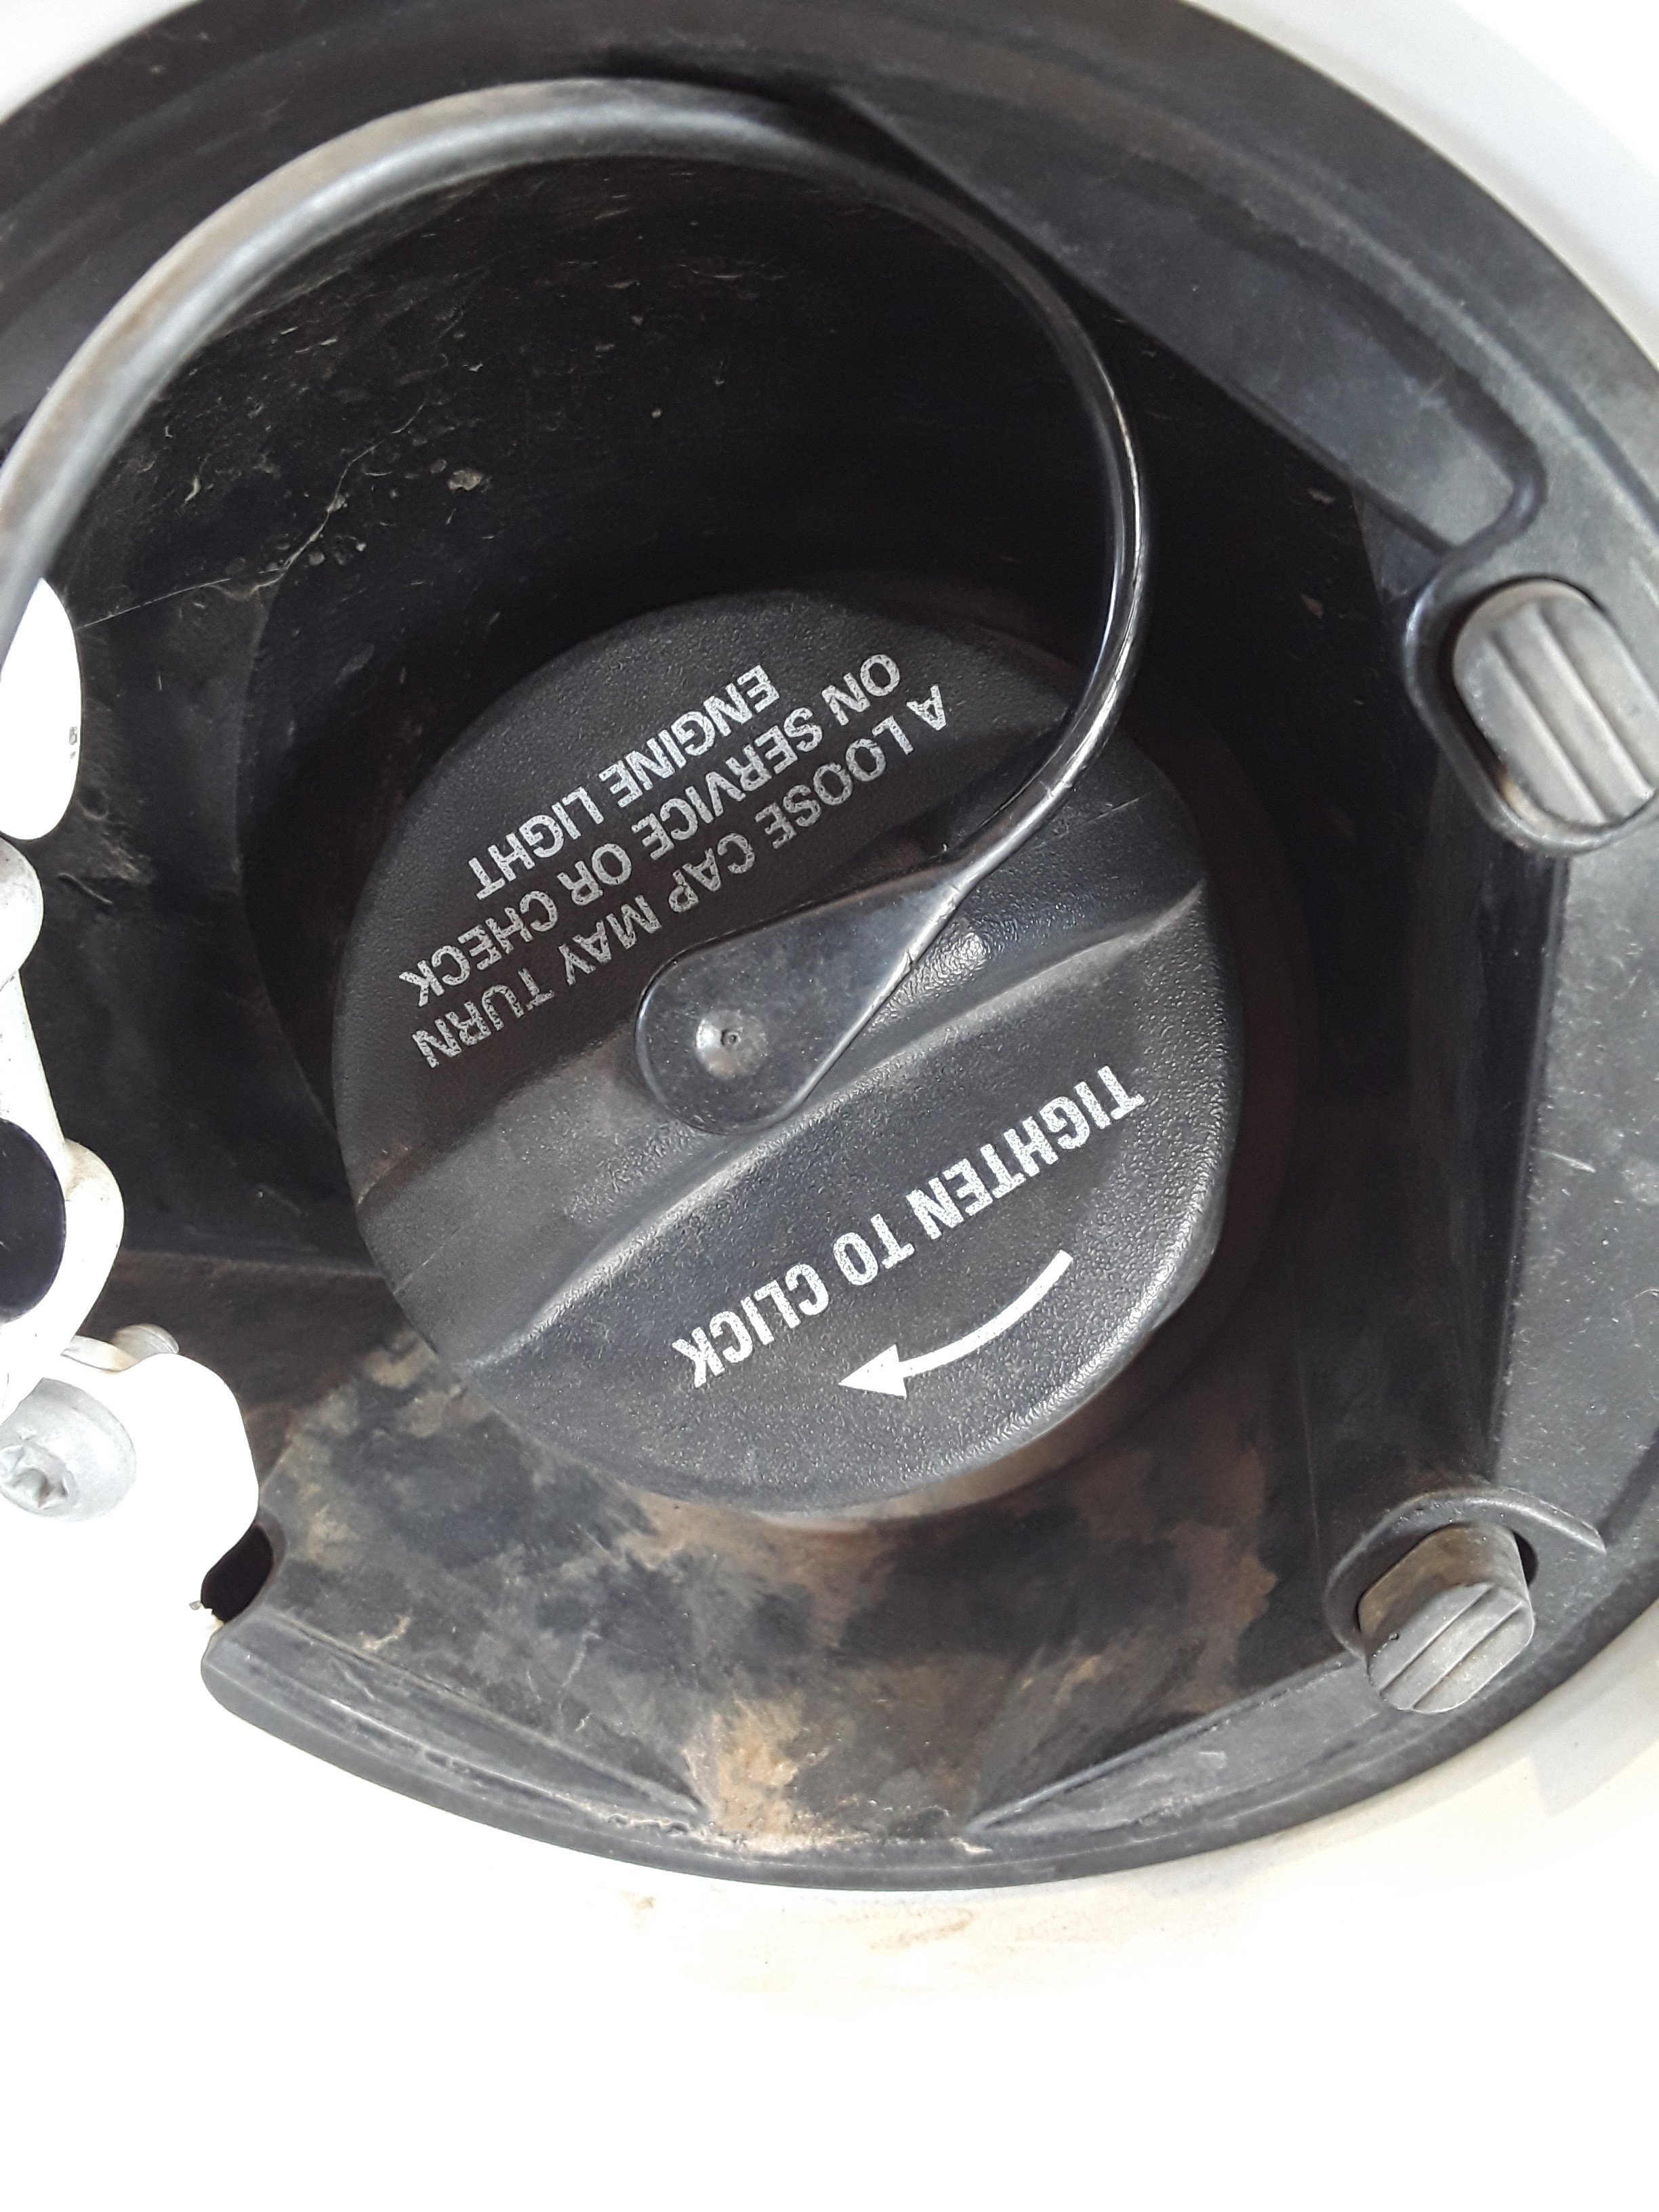 TIGHTEN TO CLICK
A LOOSE CAP MAY TURN
ON SERVICE OR CHECK
ENGINE LIGHT